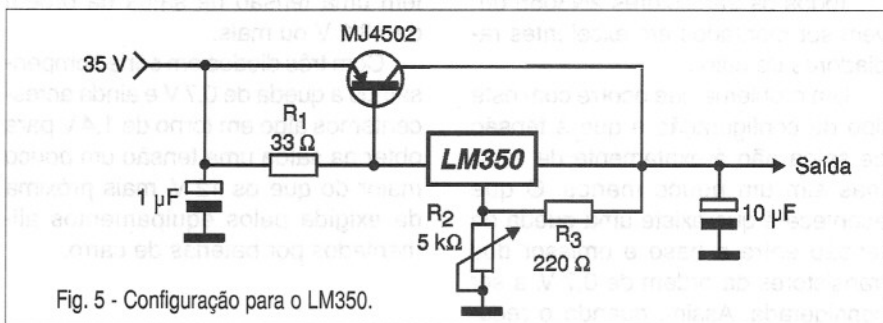 MJ4502
35 V
R1
33 Ω
LM350
Saída
1 µF
R2
5 kΩ
R3
220 Ω
10 µF
Fig. 5 - Configuração para o LM350.